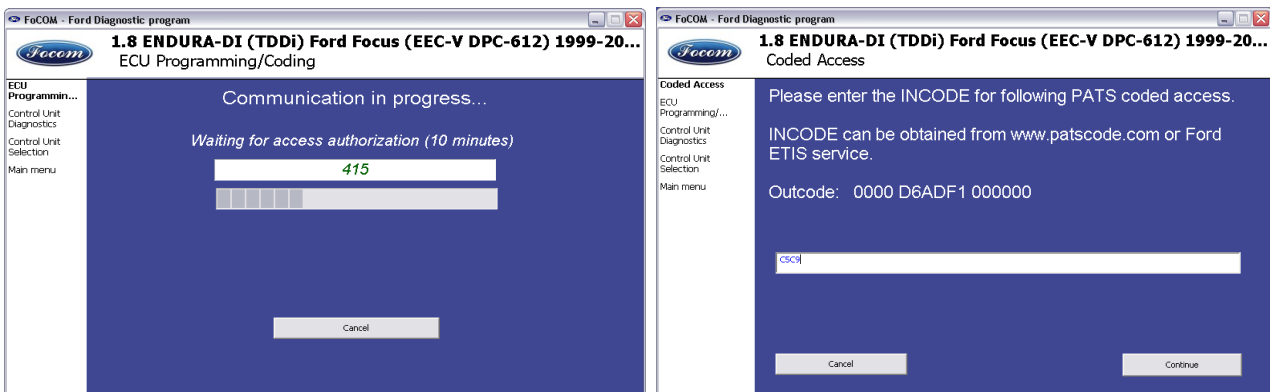 FoCOM - Ford Diagnostic program
Focom
1.8 ENDURA-DI (TDDi) Ford Focus (EEC-V DPC-612) 1999-20...
ECU Programming/Coding
ECU
Programmin...
Control Unit
Diagnostics
Control Unit
Selection
Main menu
Communication in progress...
Waiting for access authorization (10 minutes)
415
Cancel
FoCOM - Ford Diagnostic program
Focom
1.8 ENDURA-DI (TDDi) Ford Focus (EEC-V DPC-612) 1999-20...
Coded Access
Coded Access
ECU
Programming/...
Control Unit
Diagnostics
Control Unit
Selection
Main menu
Please enter the INCODE for following PATS coded access.
INCODE can be obtained from www.patscode.com or Ford
ETIS service.
Outcode: 0000 D6ADF1 000000
C5C9
Cancel
Continue